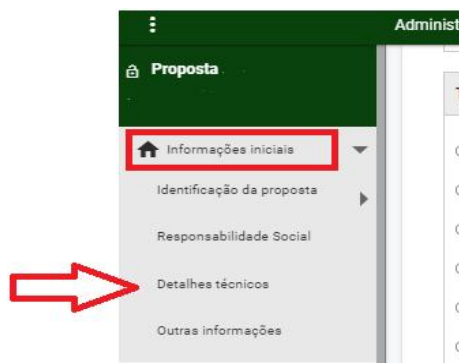 Administ
Proposta
Informações iniciais
Identificação da proposta
Responsabilidade Social
Detalhes técnicos
Outras informações